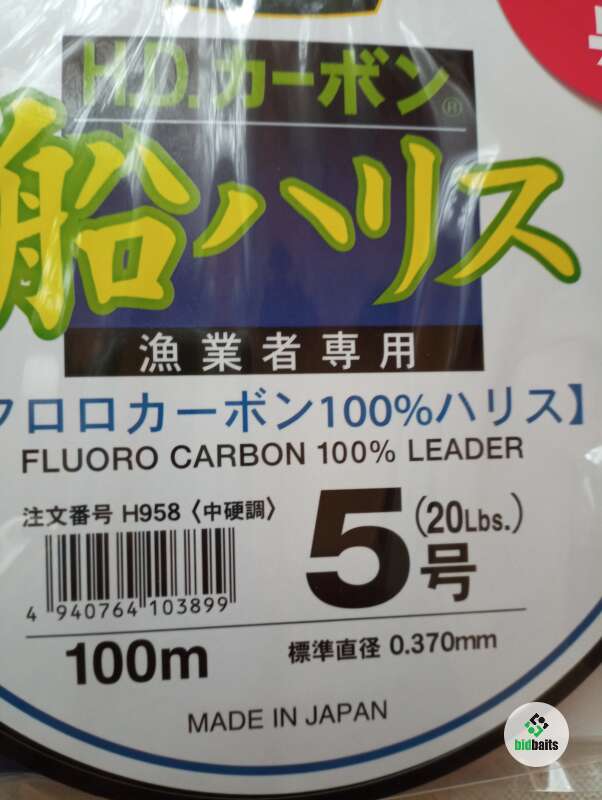 H.D.カーボン®
船ハリス
漁業者専用
フロロカーボン100%ハリス】
FLUORO CARBON 100% LEADER
注文番号 H958〈中硬調〉
5号
(20Lbs.)
4 940764 103899
100m
標準直径 0.370mm
MADE IN JAPAN
bidbaits